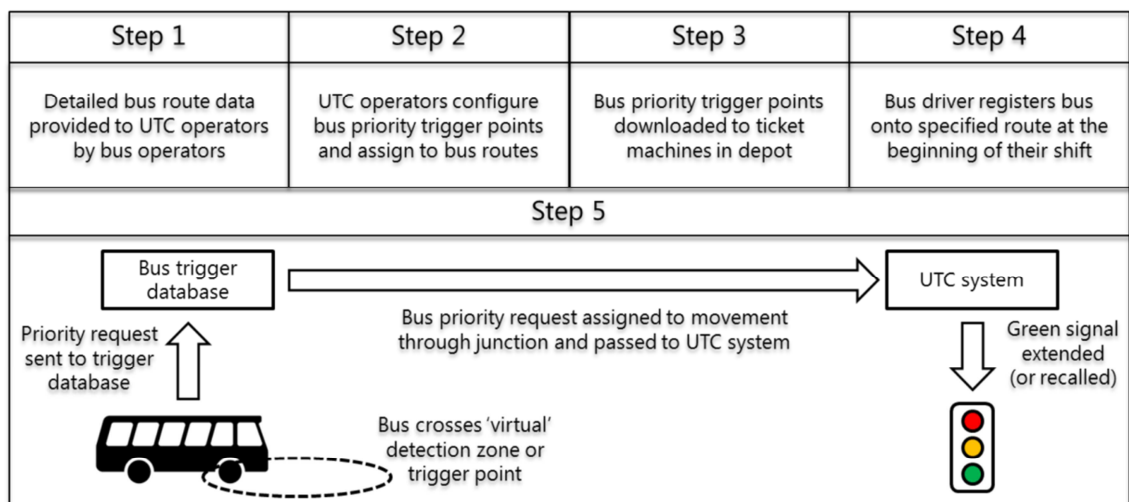 Step 1
Step 2
Step 3
Step 4
Detailed bus route data
provided to UTC operators
by bus operators
UTC operators configure
bus priority trigger points
and assign to bus routes
Bus priority trigger points
downloaded to ticket
machines in depot
Bus driver registers bus
onto specified route at the
beginning of their shift
Step 5
Bus trigger
database
UTC system
Bus priority request assigned to movement
through junction and passed to UTC system
Priority request
sent to trigger
database
Green signal
extended
(or recalled)
Bus crosses ‘virtual’
detection zone or
trigger point